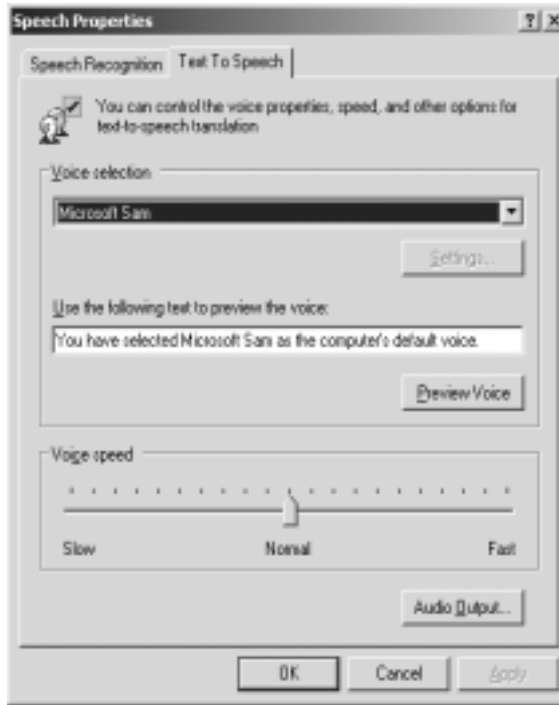 Speech Properties
Speech Recognition
Text To Speech
You can control the voice properties, speed, and other options for
text-to-speech translation
Voice selection
Microsoft Sam
Settings...
Use the following text to preview the voice:
You have selected Microsoft Sam as the computer's default voice.
Preview Voice
Voice speed
Slow Normal Fast
Audio Output...
OK Cancel Apply